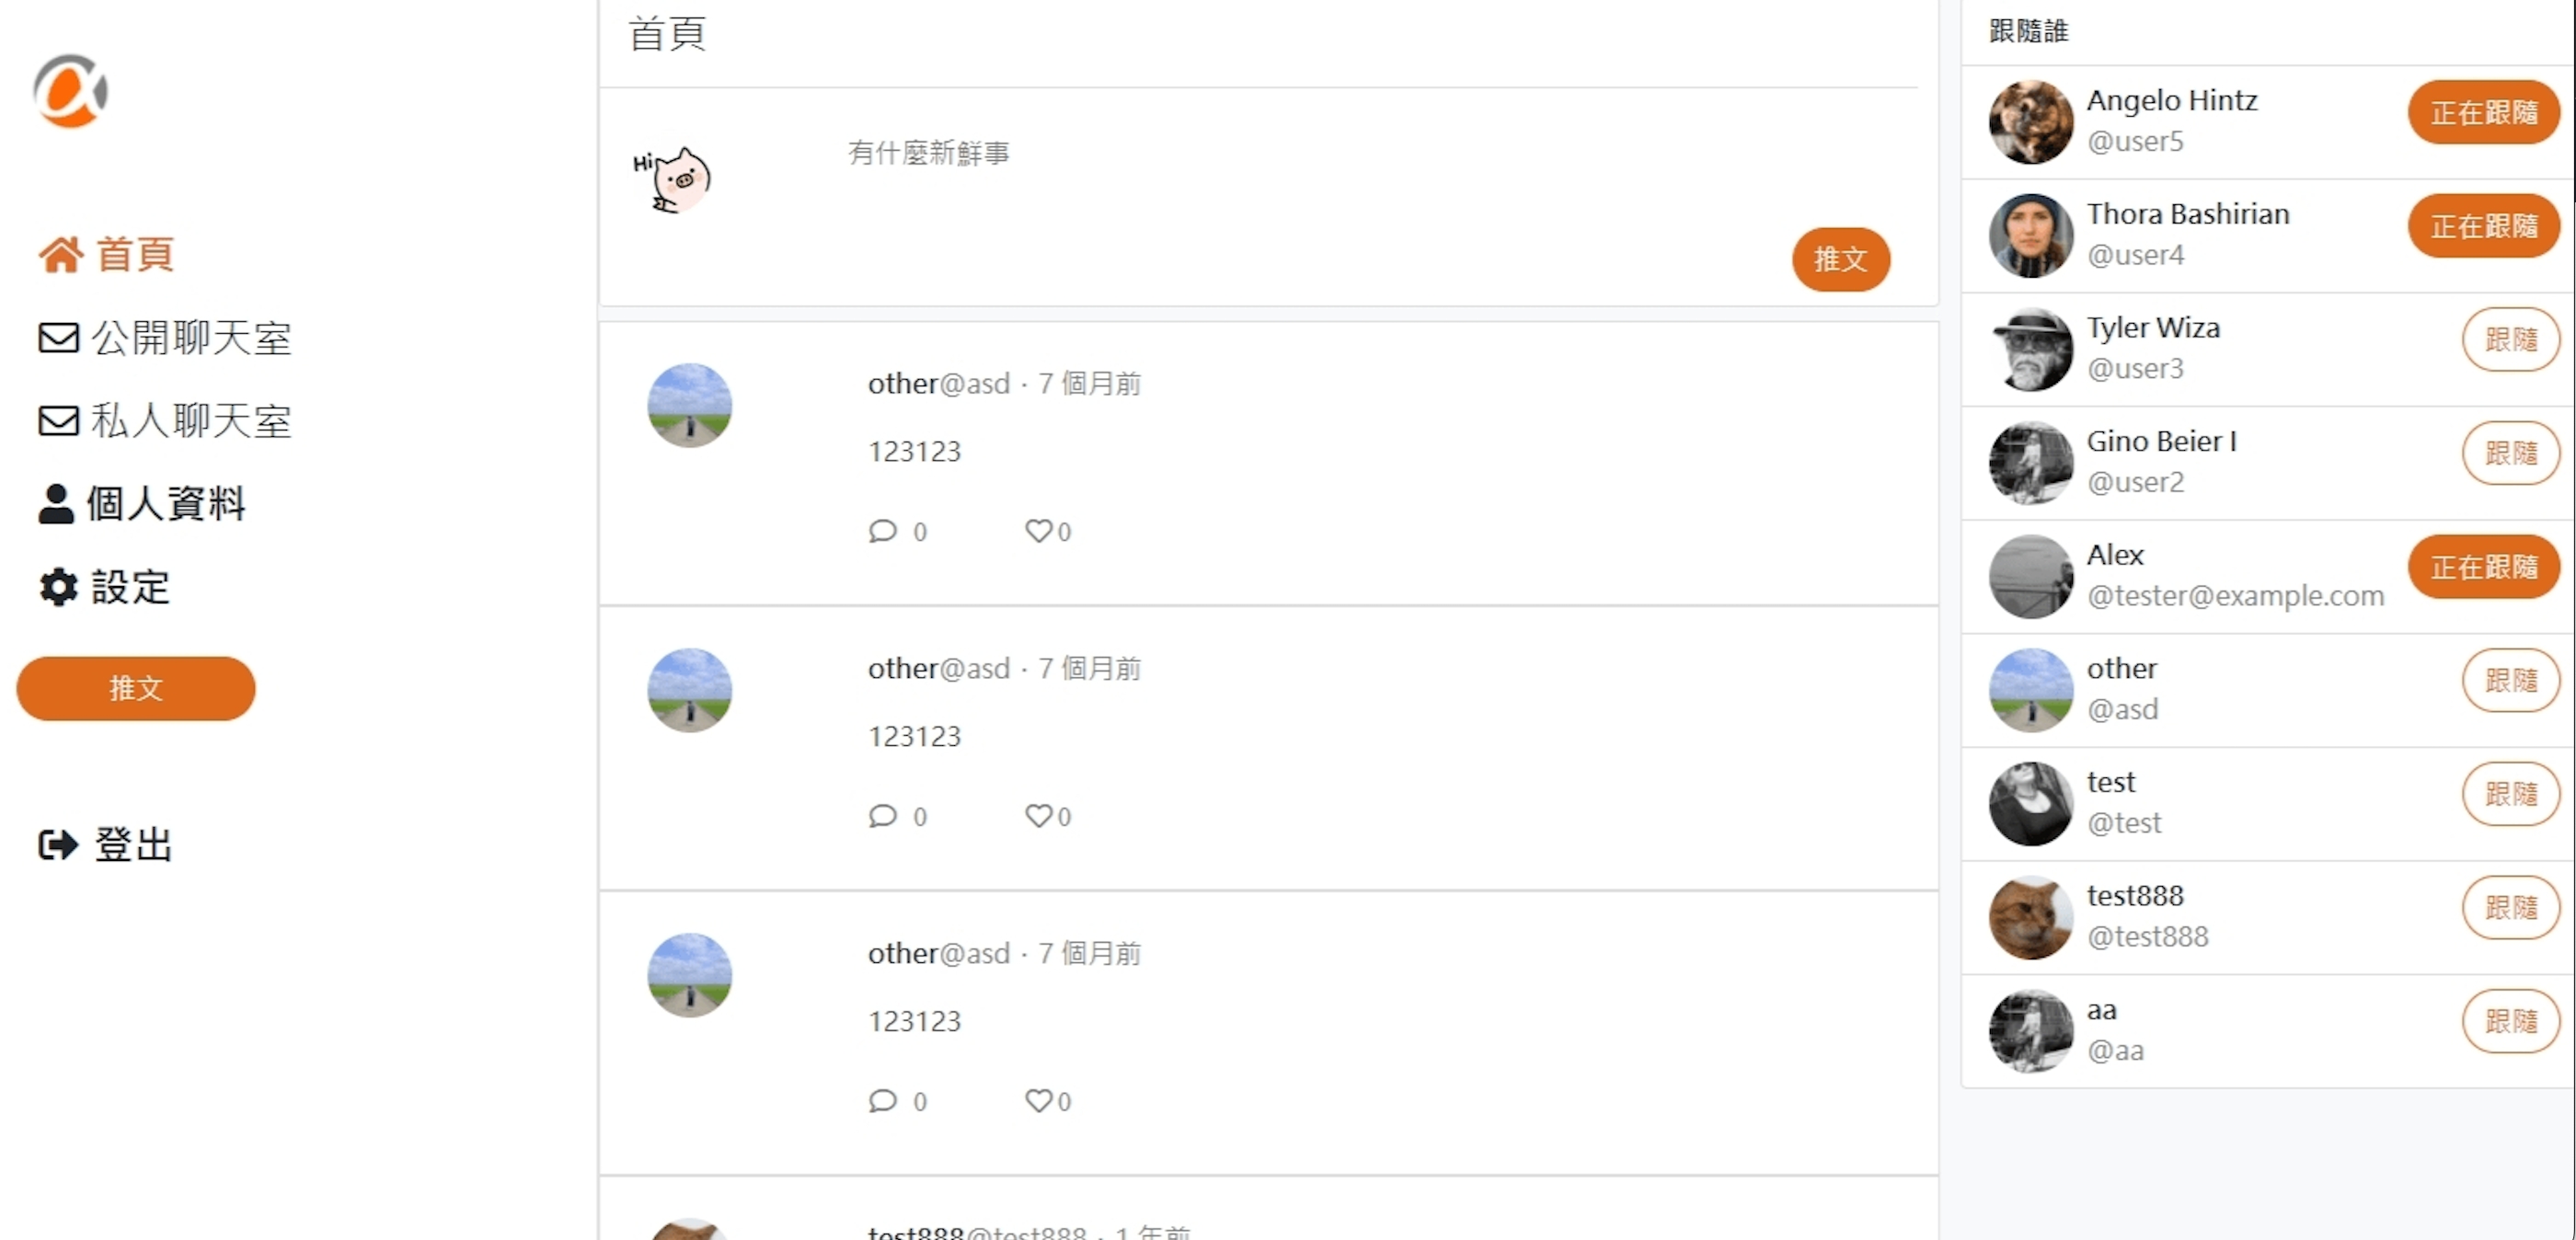 首頁
公開聊天室
私人聊天室
個人資料
設定
推文
登出
首頁
Hi
有什麼新鮮事
推文
other@asd · 7 個月前
123123
0 0
other@asd · 7 個月前
123123
0 0
other@asd · 7 個月前
123123
0 0
test888@test888 · 1 年前
跟隨誰
Angelo Hintz
@user5
正在跟隨
Thora Bashirian
@user4
正在跟隨
Tyler Wiza
@user3
跟隨
Gino Beier I
@user2
跟隨
Alex
@tester@example.com
正在跟隨
other
@asd
跟隨
test
@test
跟隨
test888
@test888
跟隨
aa
@aa
跟隨